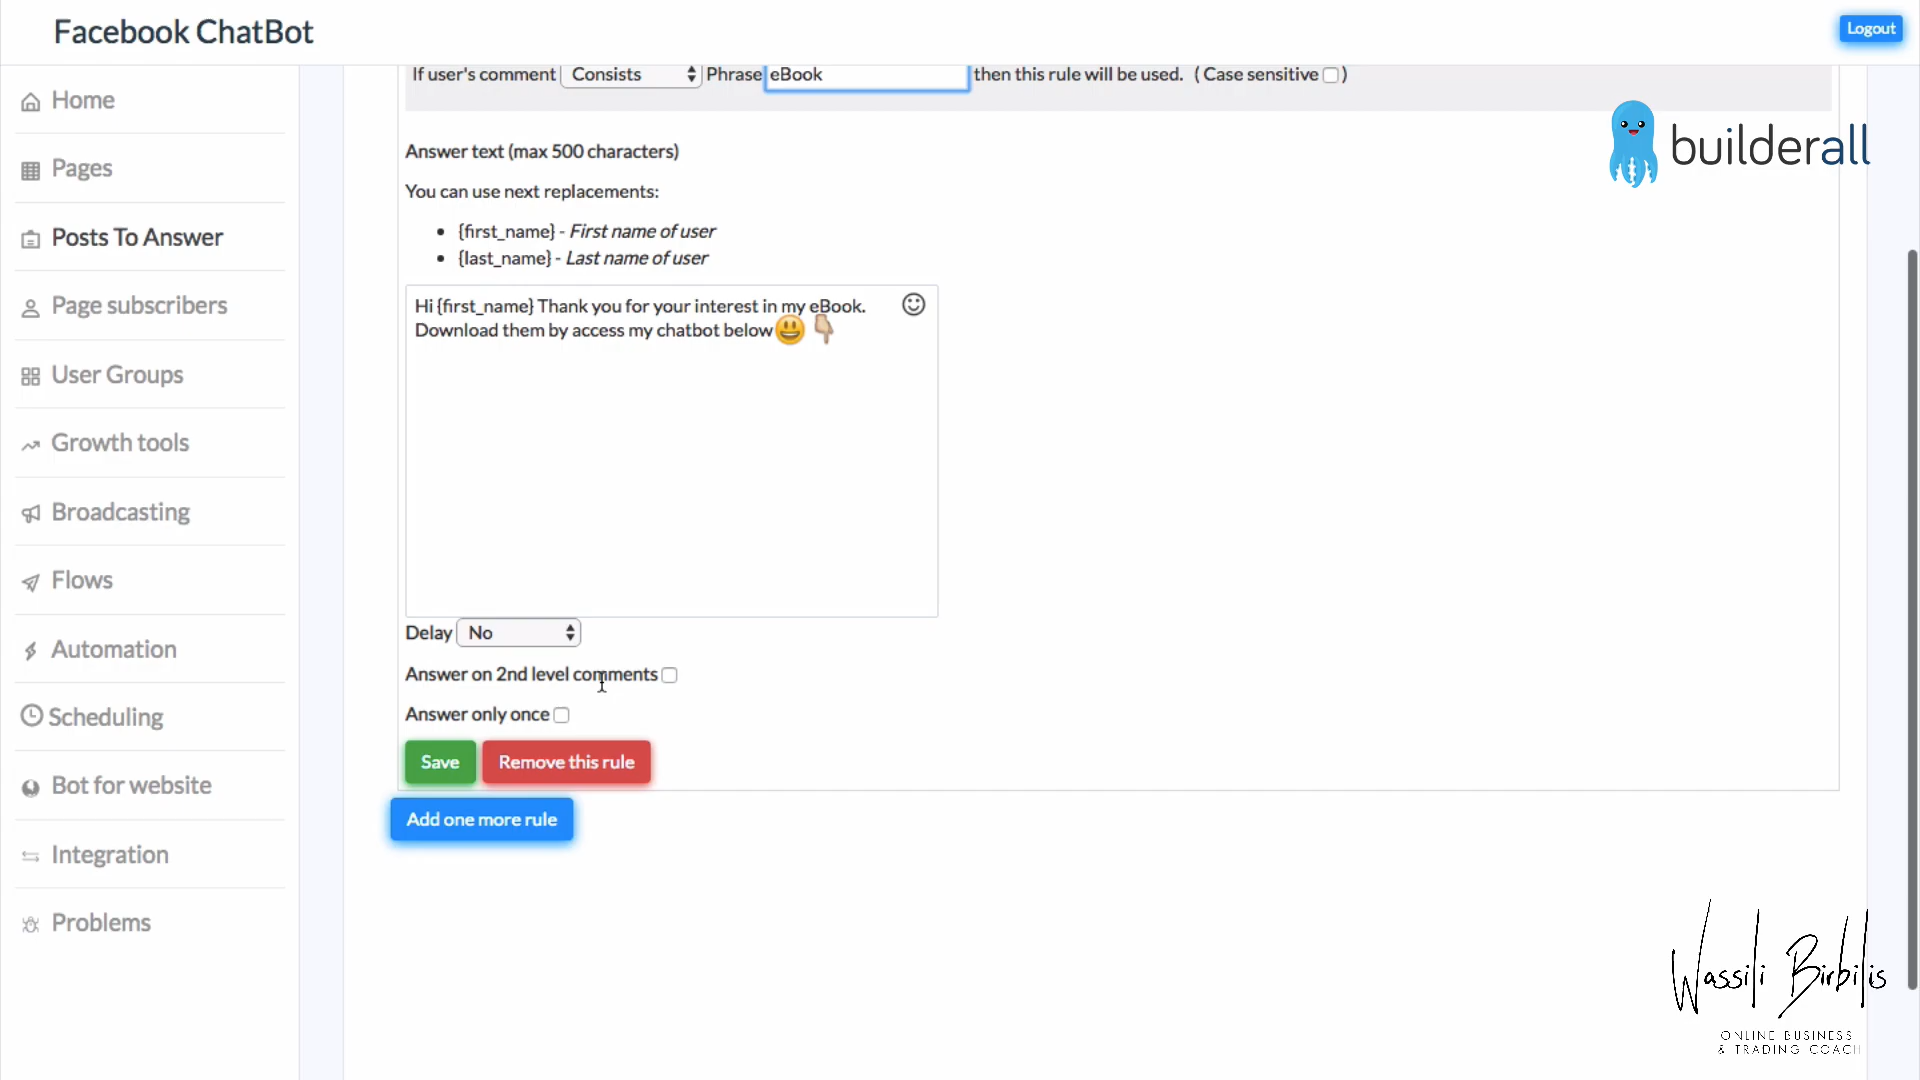 Facebook ChatBot
Logout
Home
Pages
Posts To Answer
Page subscribers
User Groups
Growth tools
Broadcasting
Flows
Automation
Scheduling
Bot for website
Integration
Problems
If user's comment Consists Phrase eBook then this rule will be used. ( Case sensitive )
builderall
Answer text (max 500 characters)
You can use next replacements:
{first_name} - First name of user
{last_name} - Last name of user
Hi {first_name} Thank you for your interest in my eBook.
Download them by access my chatbot below😃 👇🏼
Delay No
Answer on 2nd level comments
Answer only once
Save Remove this rule
Add one more rule
Wassili Birbilis
ONLINE BUSINESS
& TRADING COACH